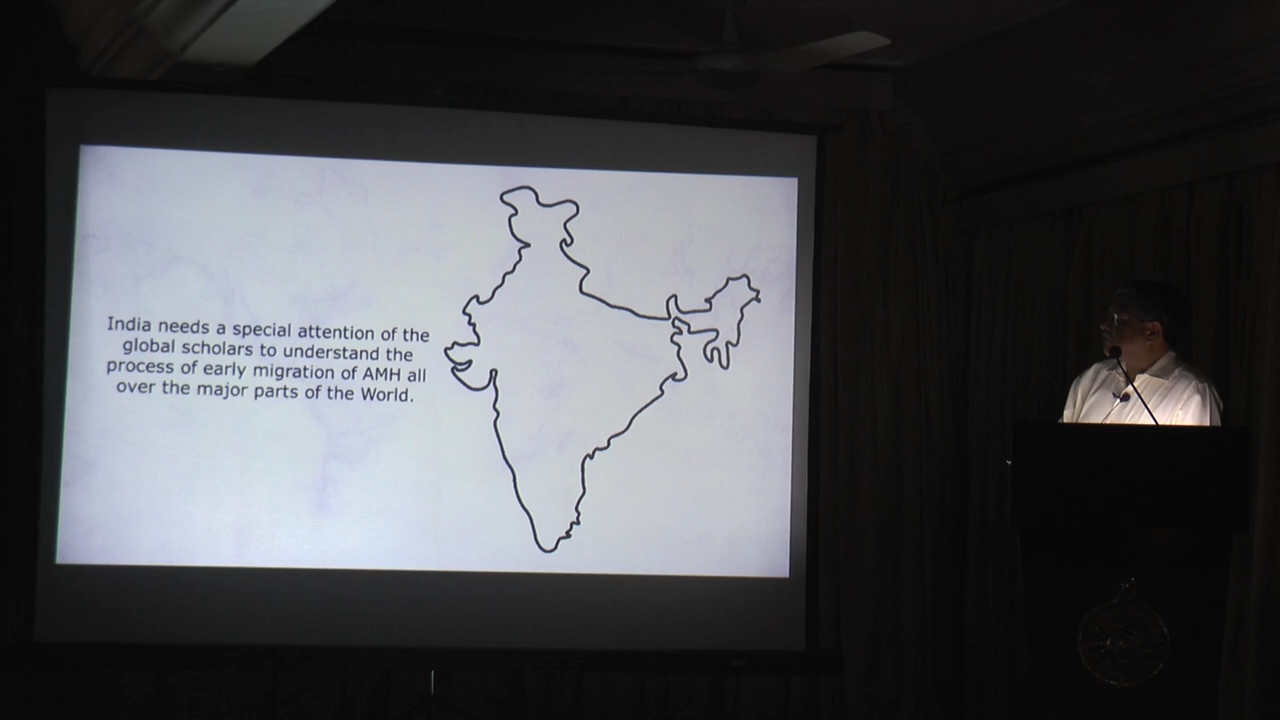 India needs a special attention of the
global scholars to understand the
process of early migration of AMH all
over the major parts of the World.